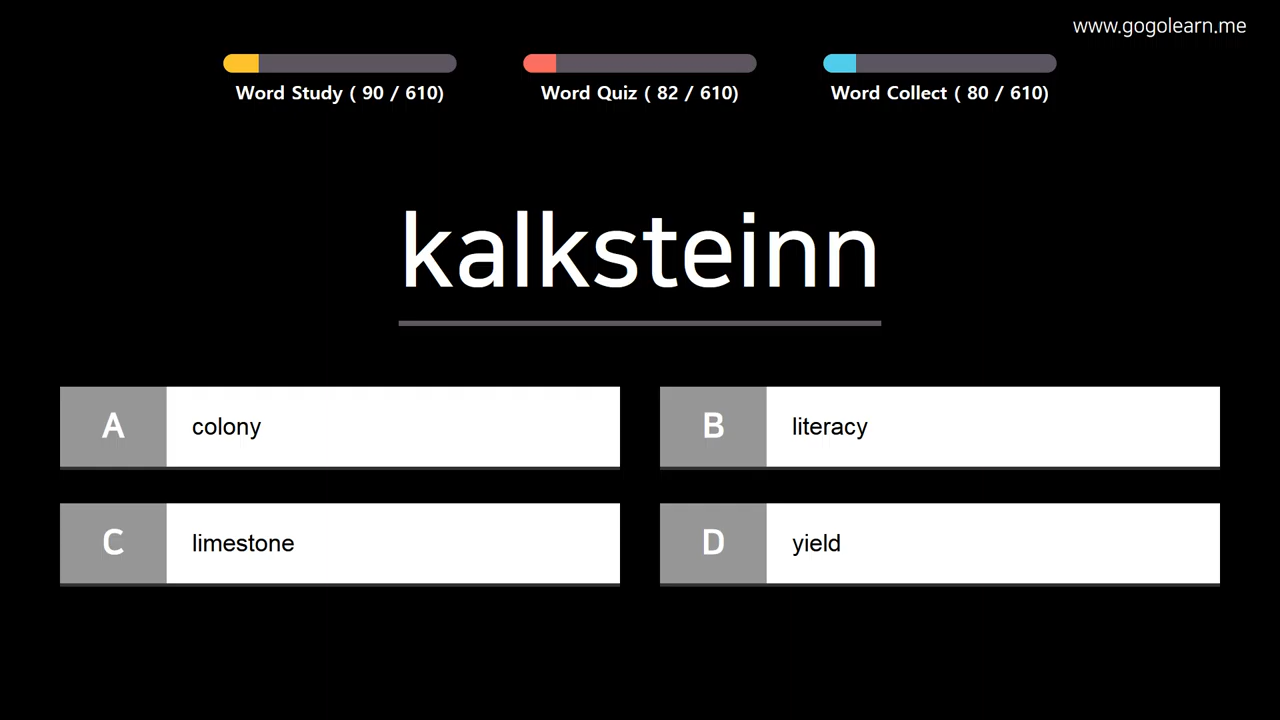 www.gogolearn.me
Word Study ( 90 / 610)
Word Quiz ( 82 / 610)
Word Collect ( 80 / 610)
kalksteinn
A colony
B literacy
C limestone
D yield